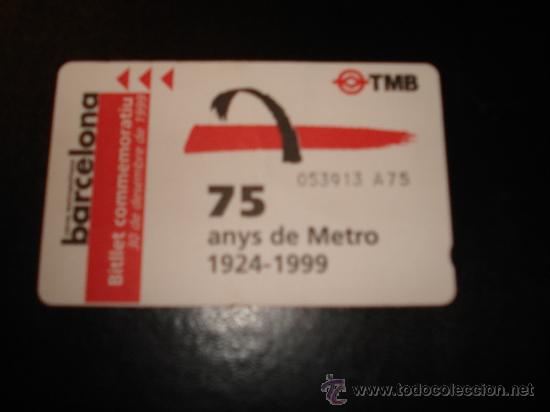 barcelona
Bitllet commemoratiu
30 de desembre de 1999
TMB
053913 A75
75
anys de Metro
1924-1999
todocoleccion
www.todocoleccion.net